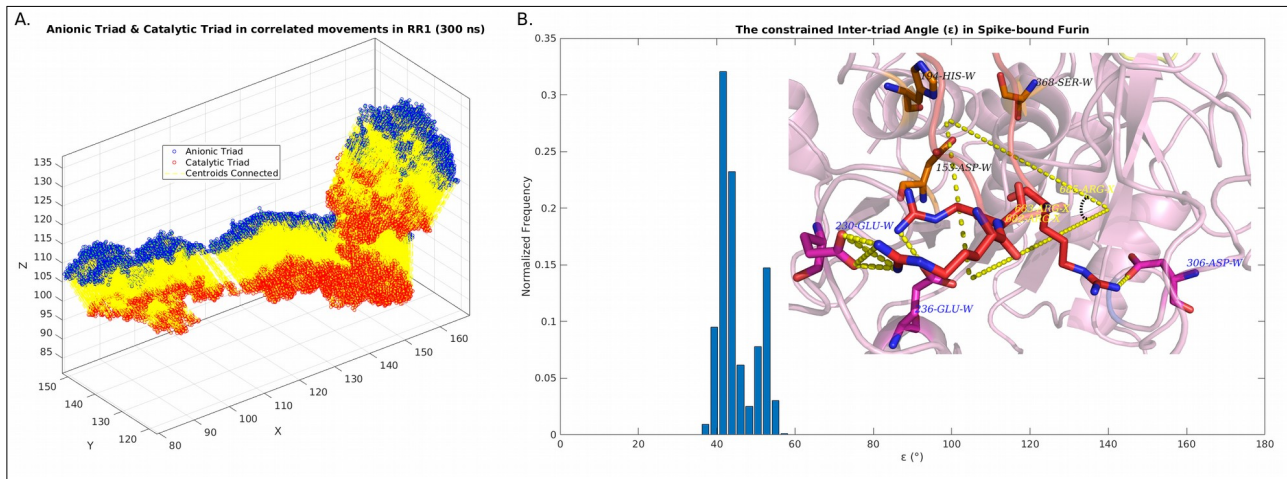 A.
Anionic Triad & Catalytic Triad in correlated movements in RR1 (300 ns)
Anionic Triad
Catalytic Triad
Centroids Connected
Z
135
130
125
120
115
110
105
100
95
90
85
150
140
130
120
Y
80
90
100
110
120
130
140
150
160
X
B.
The constrained Inter-triad Angle (ε) in Spike-bound Furin
Normalized Frequency
0.35
0.3
0.25
0.2
0.15
0.1
0.05
0
0
20
40
60
80
100
120
140
160
180
ε (°)
194-HIS-W
368-SER-W
153-ASP-W
230-GLU-W
306-ASP-W
236-GLU-W